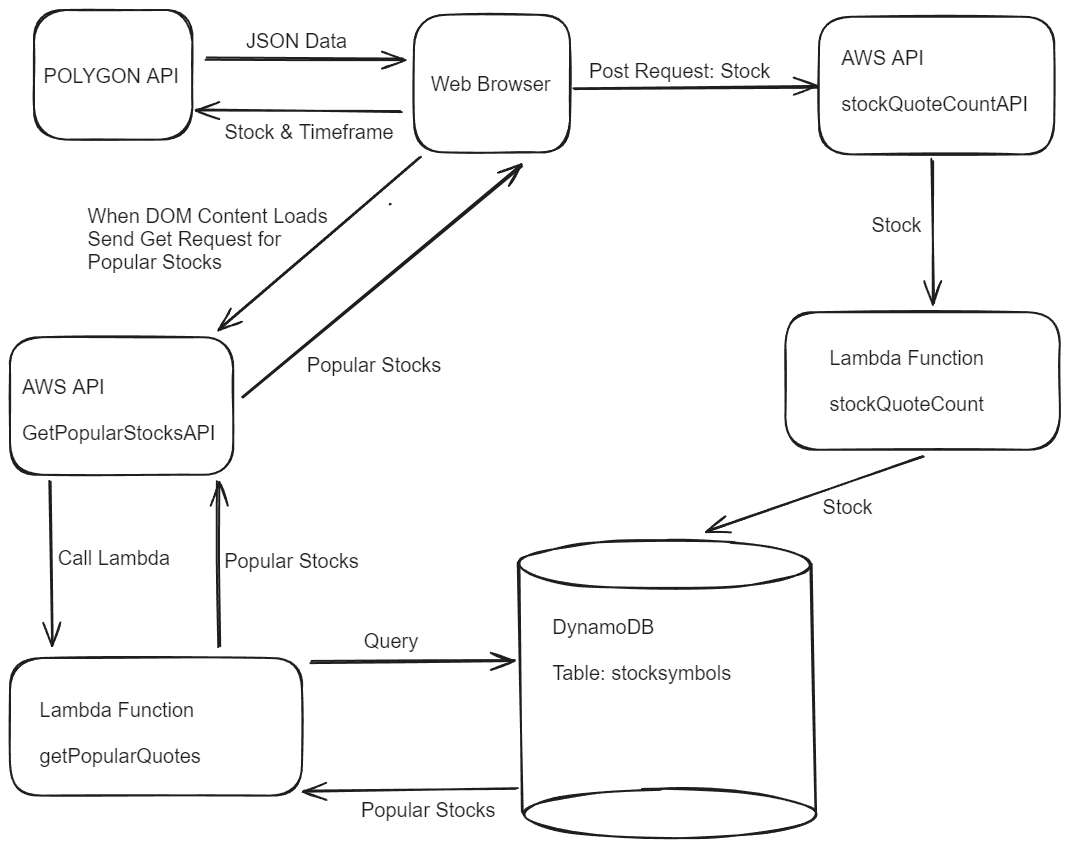 JSON Data
POLYGON API
Web Browser
Stock & Timeframe
Post Request: Stock
AWS API
stockQuoteCountAPI
When DOM Content Loads
Send Get Request for
Popular Stocks
Stock
Popular Stocks
Lambda Function
stockQuoteCount
AWS API
GetPopularStocksAPI
Stock
Call Lambda
Popular Stocks
Query
DynamoDB
Table: stocksymbols
Lambda Function
getPopularQuotes
Popular Stocks